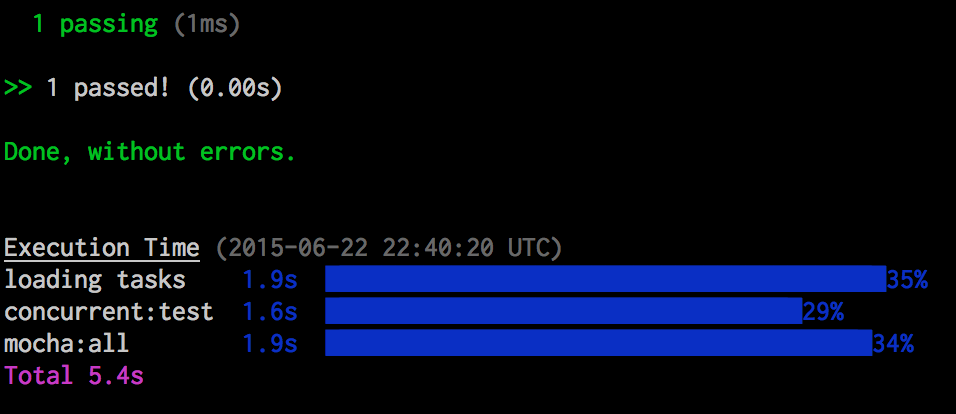 1 passing (1ms)
>> 1 passed! (0.00s)
Done, without errors.
Execution Time (2015-06-22 22:40:20 UTC)
loading tasks 1.9s 35%
concurrent:test 1.6s 29%
mocha:all 1.9s 34%
Total 5.4s